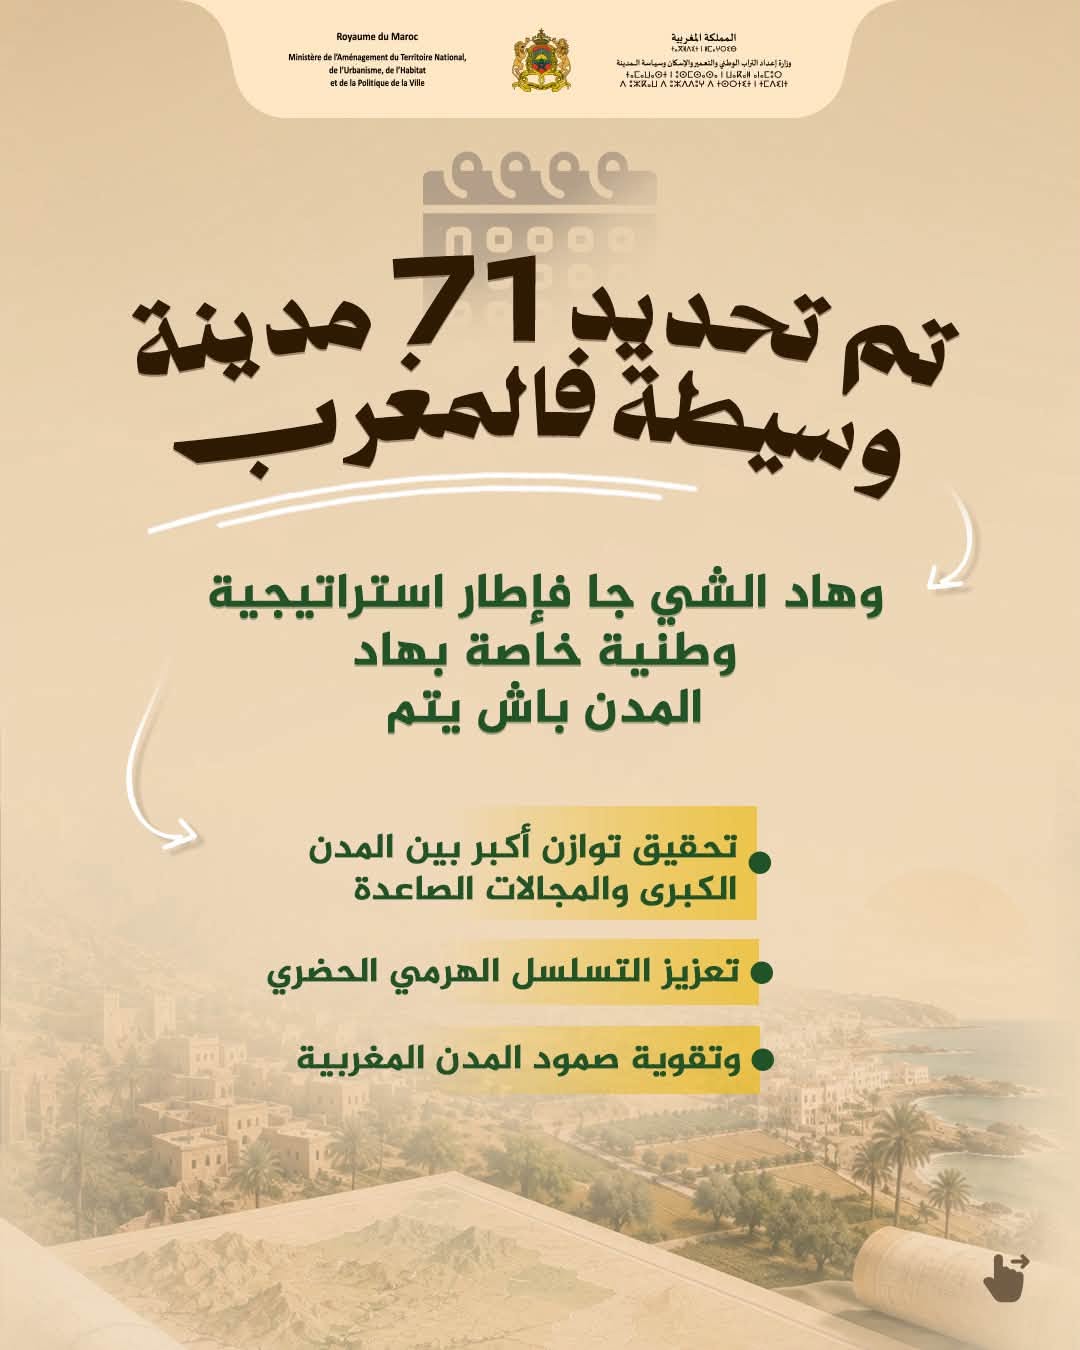 Royaume du Maroc
Ministère de l'Aménagement du Territoire National,
de l'Urbanisme, de l'Habitat
et de la Politique de la Ville
المملكة المغربية
ⵜⴰⴳⵍⴷⵉⵜ ⵏ ⵍⵎⵖⵔⵉⴱ
وزارة إعداد التراب الوطني والتعمير والإسكان وسياسة المدينة
تم تحديد 71 مدينة
وسيطة فالمغرب
وهاد الشي جا فإطار استراتيجية
وطنية خاصة بهاد
المدن باش يتم
تحقيق توازن أكبر بين المدن
الكبرى والمجالات الصاعدة
تعزيز التسلسل الهرمي الحضري
وتقوية صمود المدن المغربية